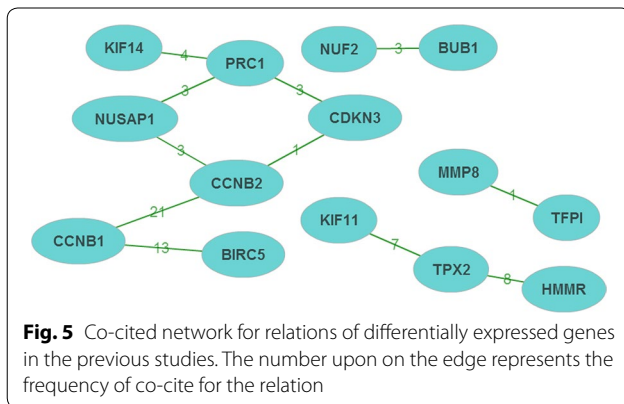 KIF14
4
PRC1
NUF2
3
BUB1
3
3
NUSAP1
CDKN3
3
1
CCNB2
MMP8
1
TFPI
21
KIF11
CCNB1
13
BIRC5
7
TPX2
8
HMMR
Fig. 5 Co-cited network for relations of differentially expressed genes
in the previous studies. The number upon on the edge represents the
frequency of co-cite for the relation